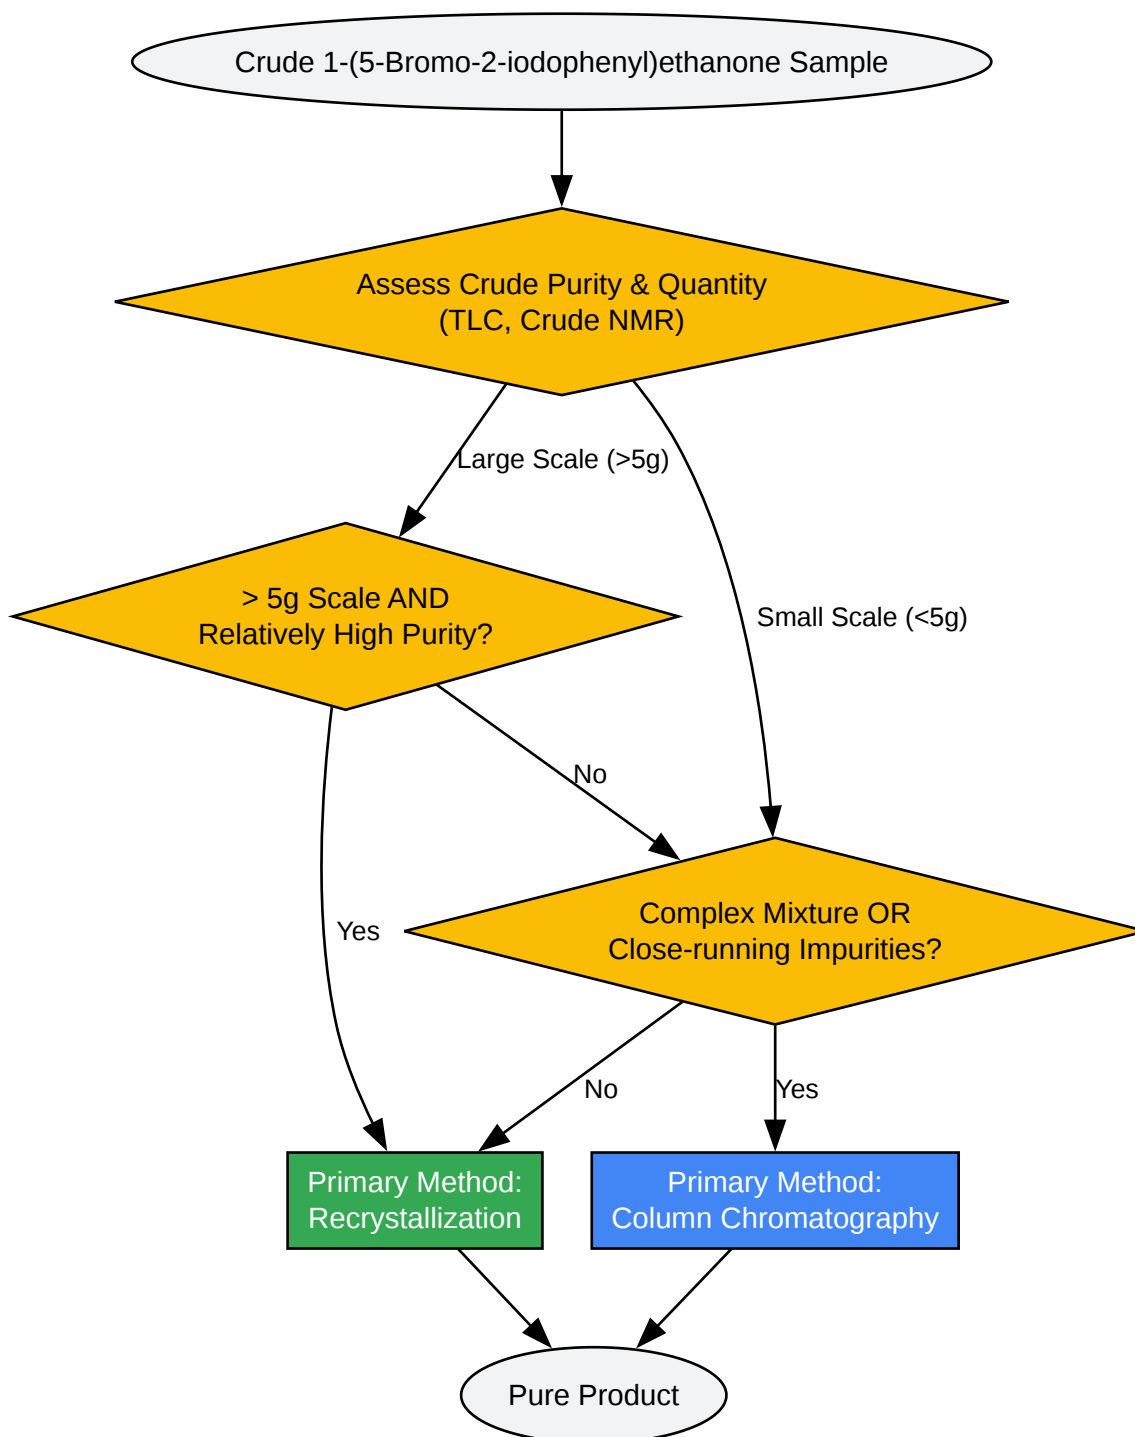 Crude 1-(5-Bromo-2-iodophenyl)ethanone Sample
Assess Crude Purity & Quantity
(TLC, Crude NMR)
Large Scale (>5g)
> 5g Scale AND
Relatively High Purity?
Small Scale (<5g)
No
Complex Mixture OR
Close-running Impurities?
Yes
No
Yes
Primary Method:
Recrystallization
Primary Method:
Column Chromatography
Pure Product